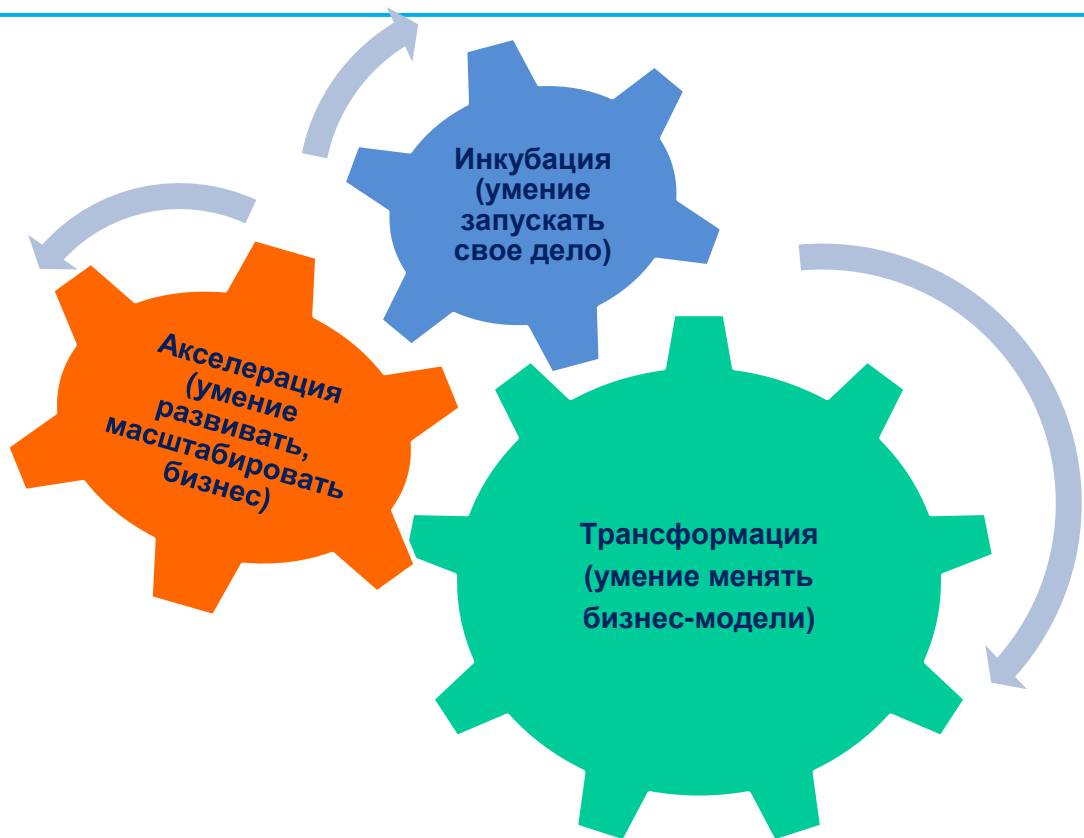 Инкубация
(умение
запускать
свое дело)
Акселерация
(умение
развивать,
масштабировать
бизнес)
Трансформация
(умение менять
бизнес-модели)